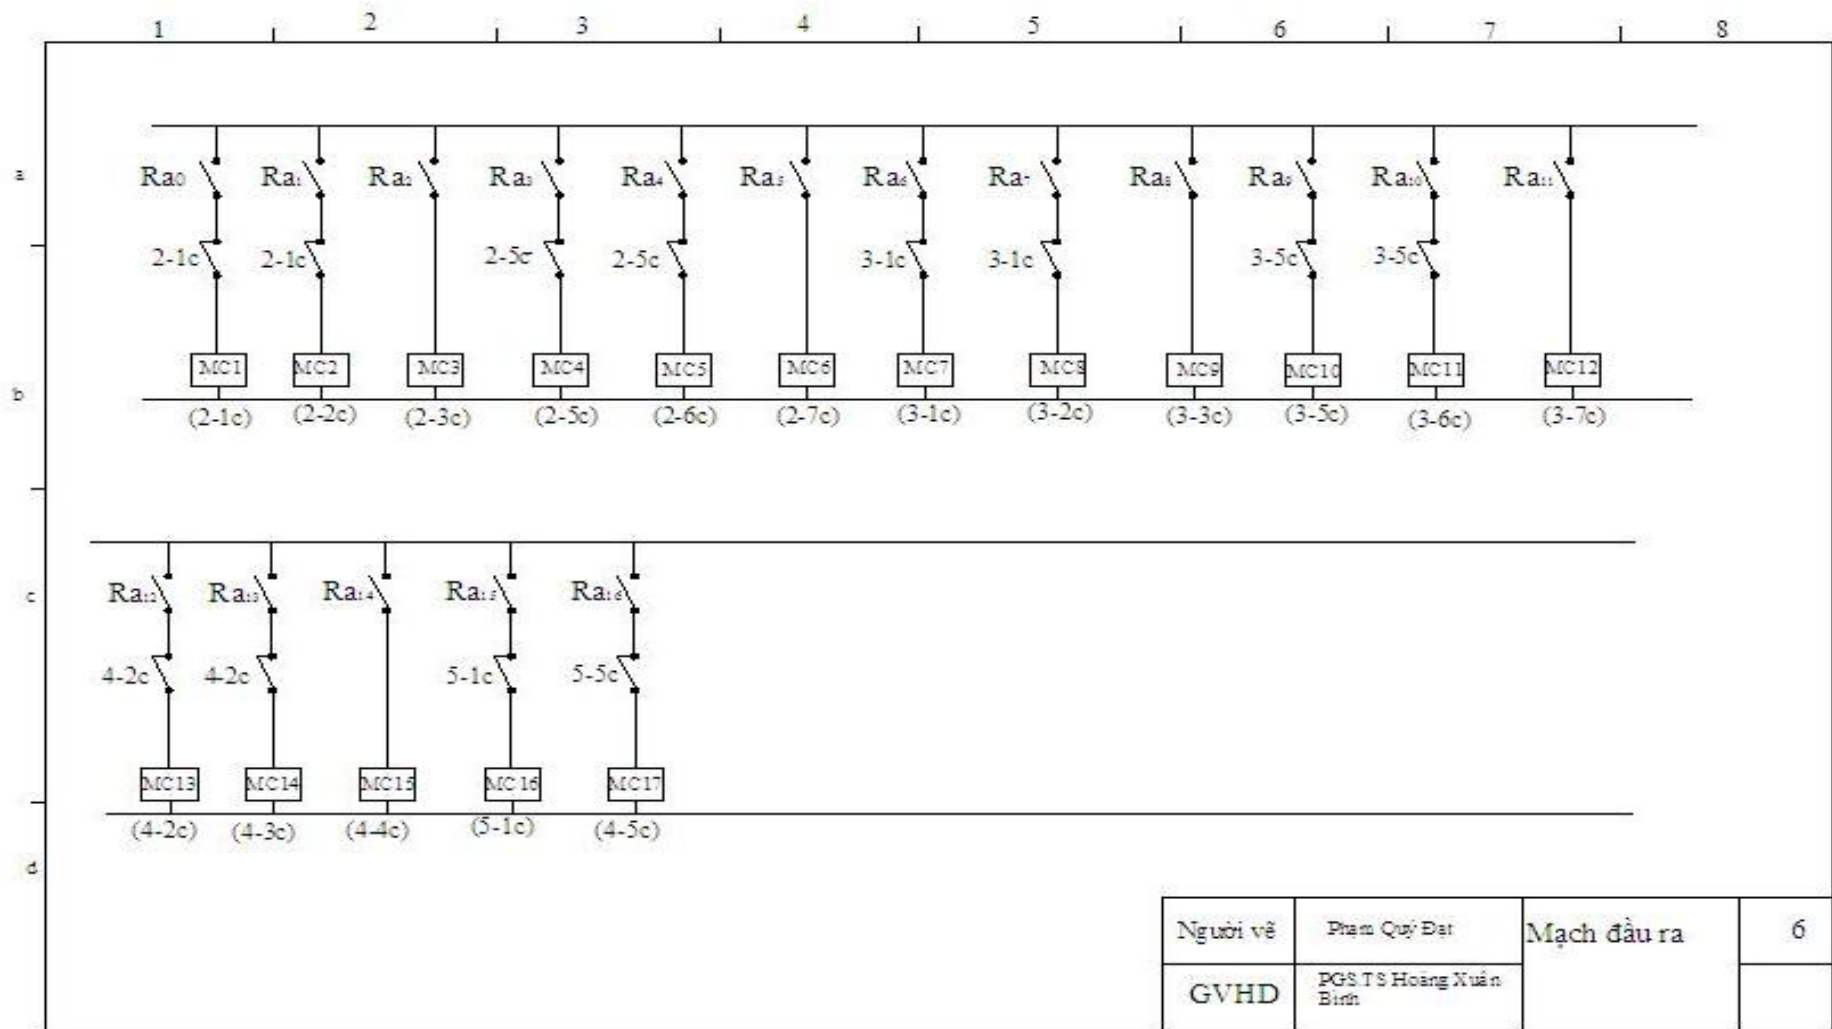 1 2 3 4 5 6 7 8
a
Ra0 Ra1 Ra2 Ra3 Ra4 Ra5 Ra6 Ra7 Ra8 Ra9 Ra10 Ra11
2-1c 2-1c 2-5c 2-5c 3-1c 3-1c 3-5c 3-5c
MC1 MC2 MC3 MC4 MC5 MC6 MC7 MC8 MC9 MC10 MC11 MC12
b
(2-1c) (2-2c) (2-3c) (2-5c) (2-6c) (2-7c) (3-1c) (3-2c) (3-3c) (3-5c) (3-6c) (3-7c)
c
Ra12 Ra13 Ra14 Ra15 Ra16
4-2c 4-2c 5-1c 5-5c
MC13 MC14 MC15 MC16 MC17
(4-2c) (4-3c) (4-4c) (5-1c) (4-5c)
d
Người vẽ Phạm Quý Đạt Mạch đầu ra 6
GVHD PGS.TS Hoàng Xuân
Bình